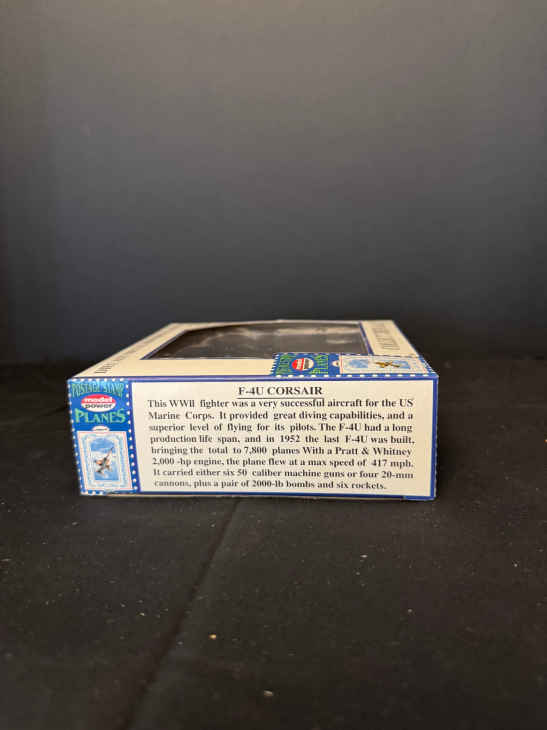 POSTAGE STAMP
model
power
PLANES
F-4U CORSAIR
This WWII fighter was a very successful aircraft for the US
Marine Corps. It provided great diving capabilities, and a
superior level of flying for its pilots. The F-4U had a long
production life span, and in 1952 the last F-4U was built,
bringing the total to 7,800 planes With a Pratt & Whitney
2,000 -hp engine, the plane flew at a max speed of 417 mph.
It carried either six 50 caliber machine guns or four 20-mm
cannons, plus a pair of 2000-lb bombs and six rockets.